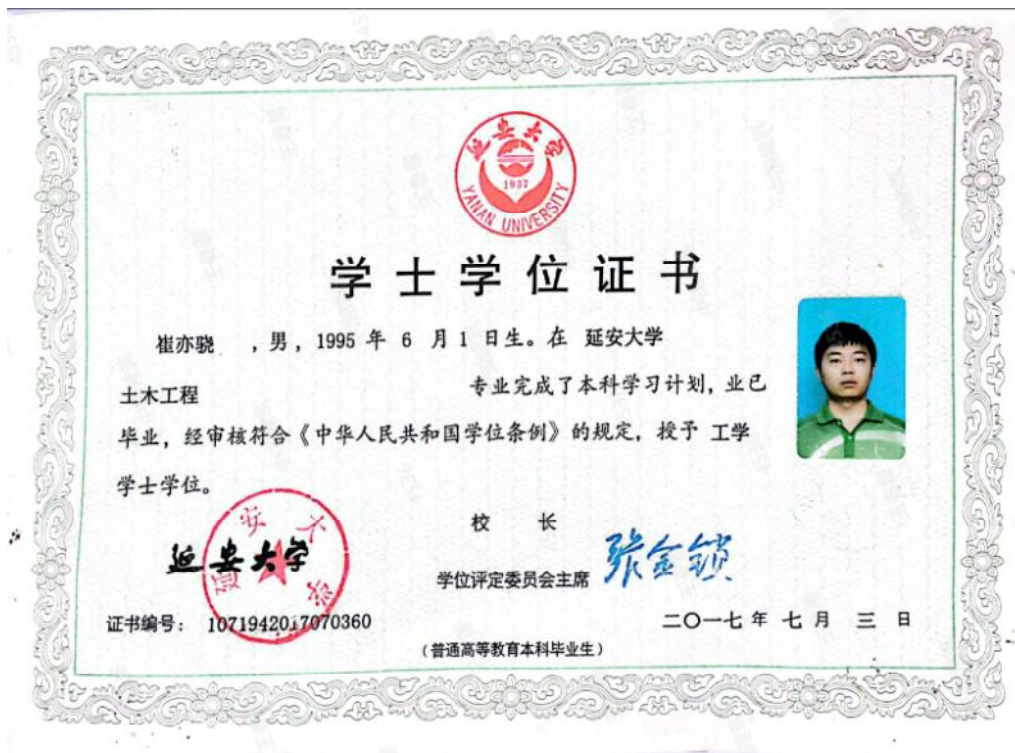 延安大学
1937
YANAN UNIVERSITY
学士学位证书
崔亦骁 ，男，1995 年 6 月 1 日生。在 延安大学
土木工程 专业完成了本科学习计划，业已
毕业，经审核符合《中华人民共和国学位条例》的规定，授予 工学
学士学位。
延安大学
延安大学
校 长
学位评定委员会主席
张金锁
证书编号： 1071942017070360
二〇一七年 七月 三日
（普通高等教育本科毕业生）